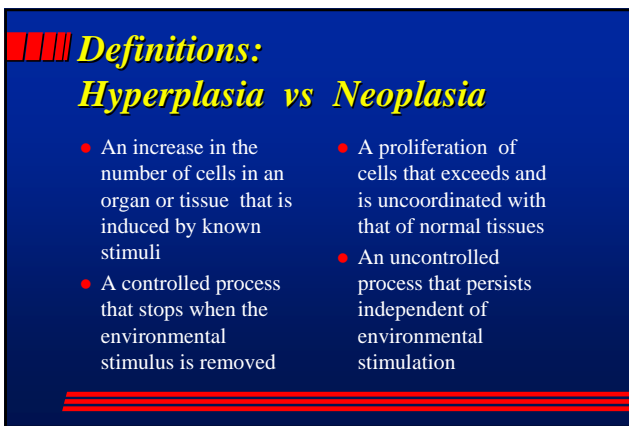 Definitions:
Hyperplasia vs Neoplasia
● An increase in the
number of cells in an
organ or tissue that is
induced by known
stimuli
● A controlled process
that stops when the
environmental
stimulus is removed
● A proliferation of
cells that exceeds and
is uncoordinated with
that of normal tissues
● An uncontrolled
process that persists
independent of
environmental
stimulation